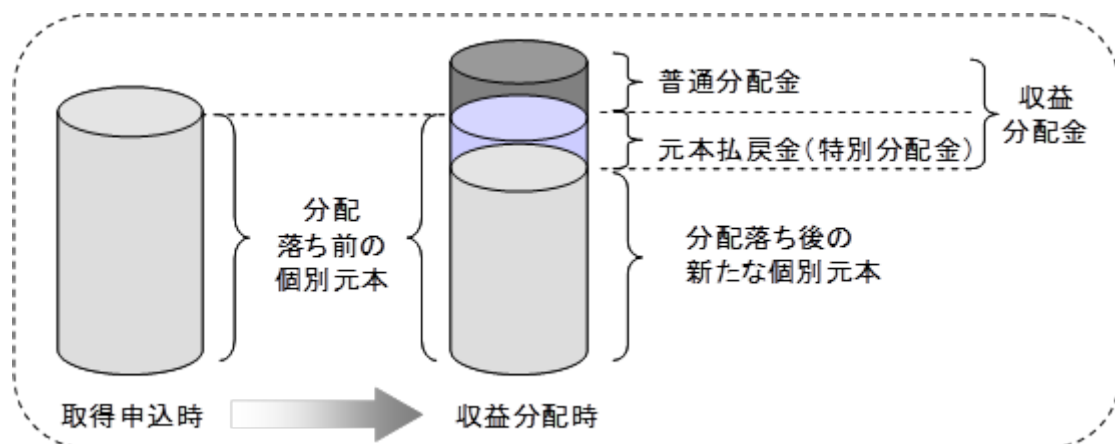 普通分配金
収益
分配金
元本払戻金(特別分配金)
分配
落ち前の
個別元本
分配落ち後の
新たな個別元本
取得申込時
収益分配時